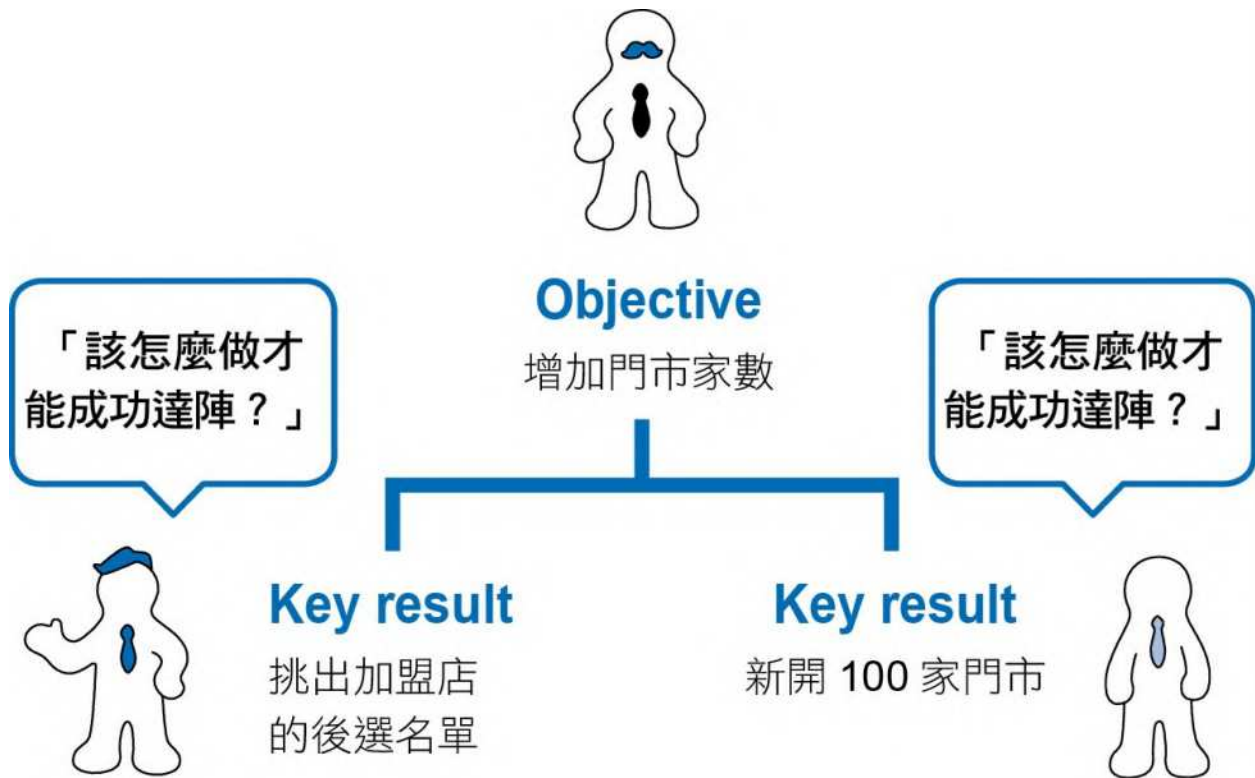 Objective
增加門市家數
「該怎麼做才
能成功達陣？」
「該怎麼做才
能成功達陣？」
Key result
挑出加盟店
的後選名單
Key result
新開 100 家門市